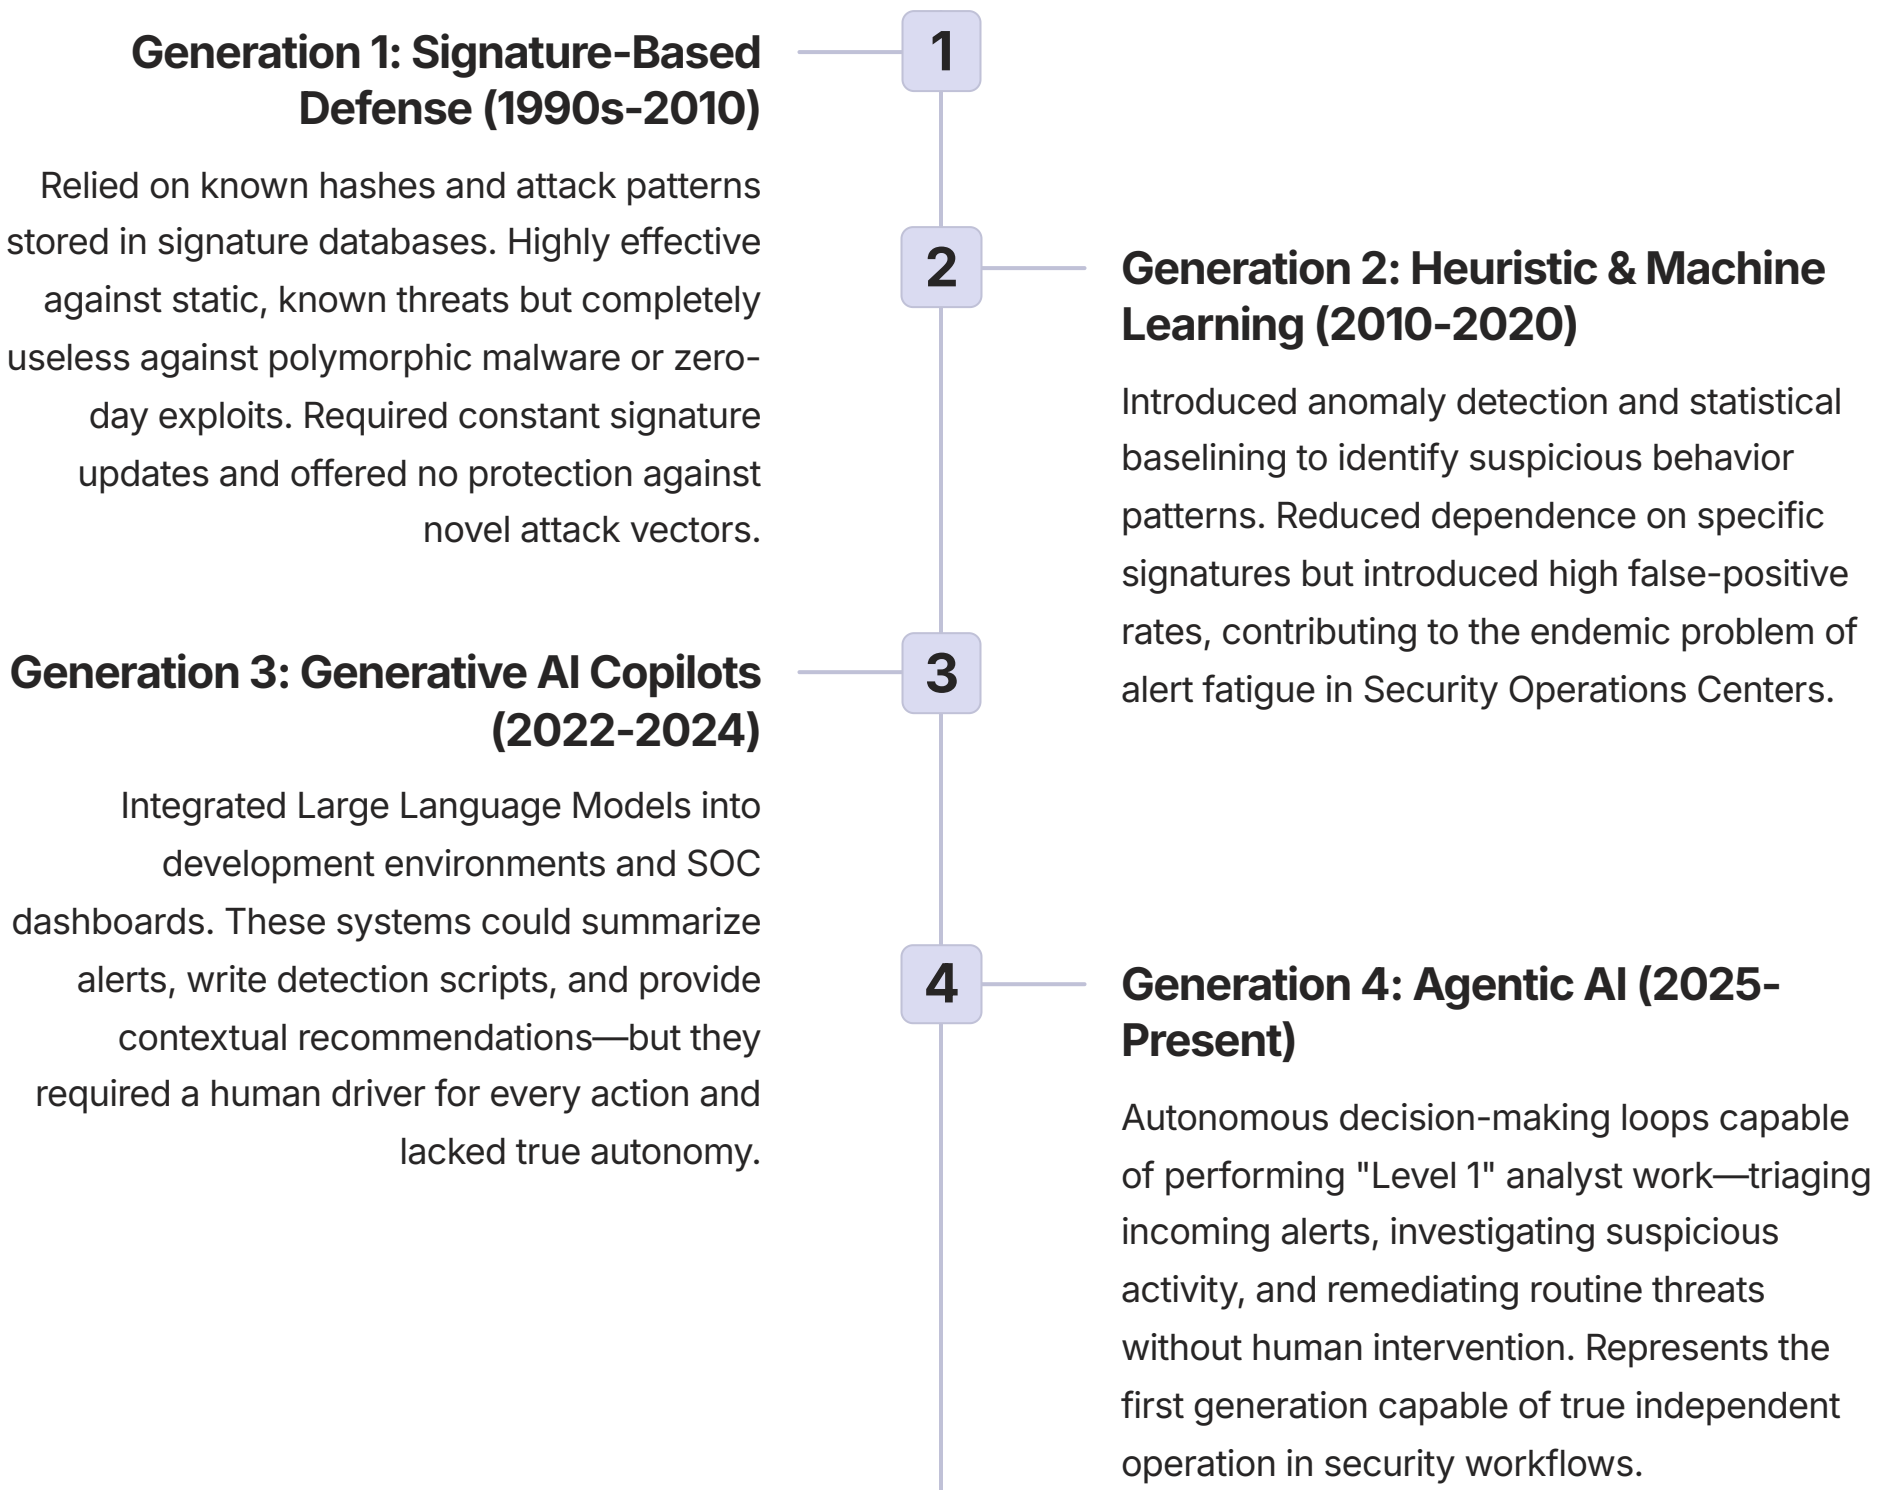 1
Generation 1: Signature-Based
Defense (1990s-2010)
Relied on known hashes and attack patterns
stored in signature databases. Highly effective
against static, known threats but completely
useless against polymorphic malware or zero-
day exploits. Required constant signature
updates and offered no protection against
novel attack vectors.
2
Generation 2: Heuristic & Machine
Learning (2010-2020)
Introduced anomaly detection and statistical
baselining to identify suspicious behavior
patterns. Reduced dependence on specific
signatures but introduced high false-positive
rates, contributing to the endemic problem of
alert fatigue in Security Operations Centers.
3
Generation 3: Generative AI Copilots
(2022-2024)
Integrated Large Language Models into
development environments and SOC
dashboards. These systems could summarize
alerts, write detection scripts, and provide
contextual recommendations—but they
required a human driver for every action and
lacked true autonomy.
4
Generation 4: Agentic AI (2025-
Present)
Autonomous decision-making loops capable
of performing "Level 1" analyst work—triaging
incoming alerts, investigating suspicious
activity, and remediating routine threats
without human intervention. Represents the
first generation capable of true independent
operation in security workflows.